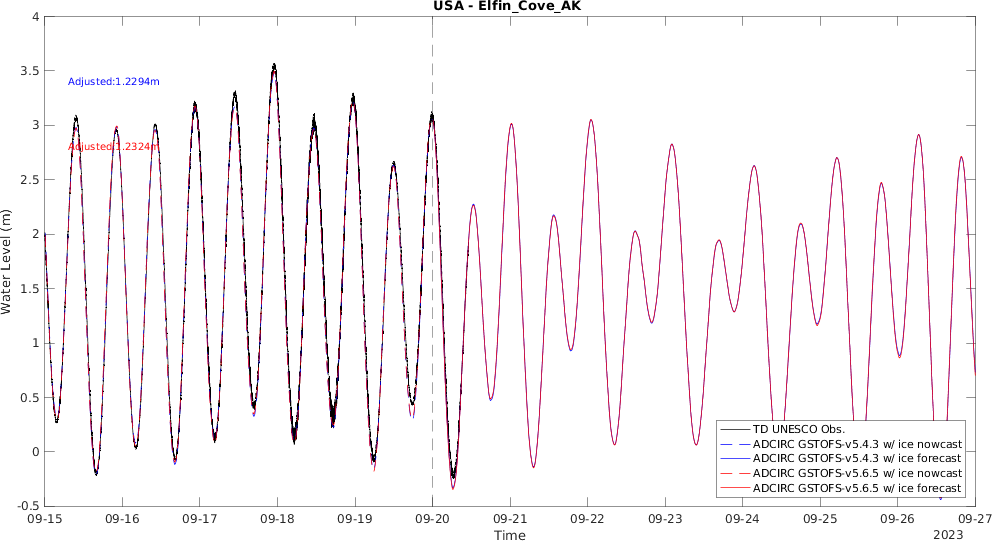 USA - Elfin_Cove_AK
4
3.5
3
2.5
2
1.5
1
0.5
0
-0.5
Water Level (m)
Adjusted:1.2294m
Adjusted:1.2324m
TD UNESCO Obs.
ADCIRC GSTOFS-v5.4.3 w/ ice nowcast
ADCIRC GSTOFS-v5.4.3 w/ ice forecast
ADCIRC GSTOFS-v5.6.5 w/ ice nowcast
ADCIRC GSTOFS-v5.6.5 w/ ice forecast
09-15 09-16 09-17 09-18 09-19 09-20 09-21 09-22 09-23 09-24 09-25 09-26 09-27
Time
2023